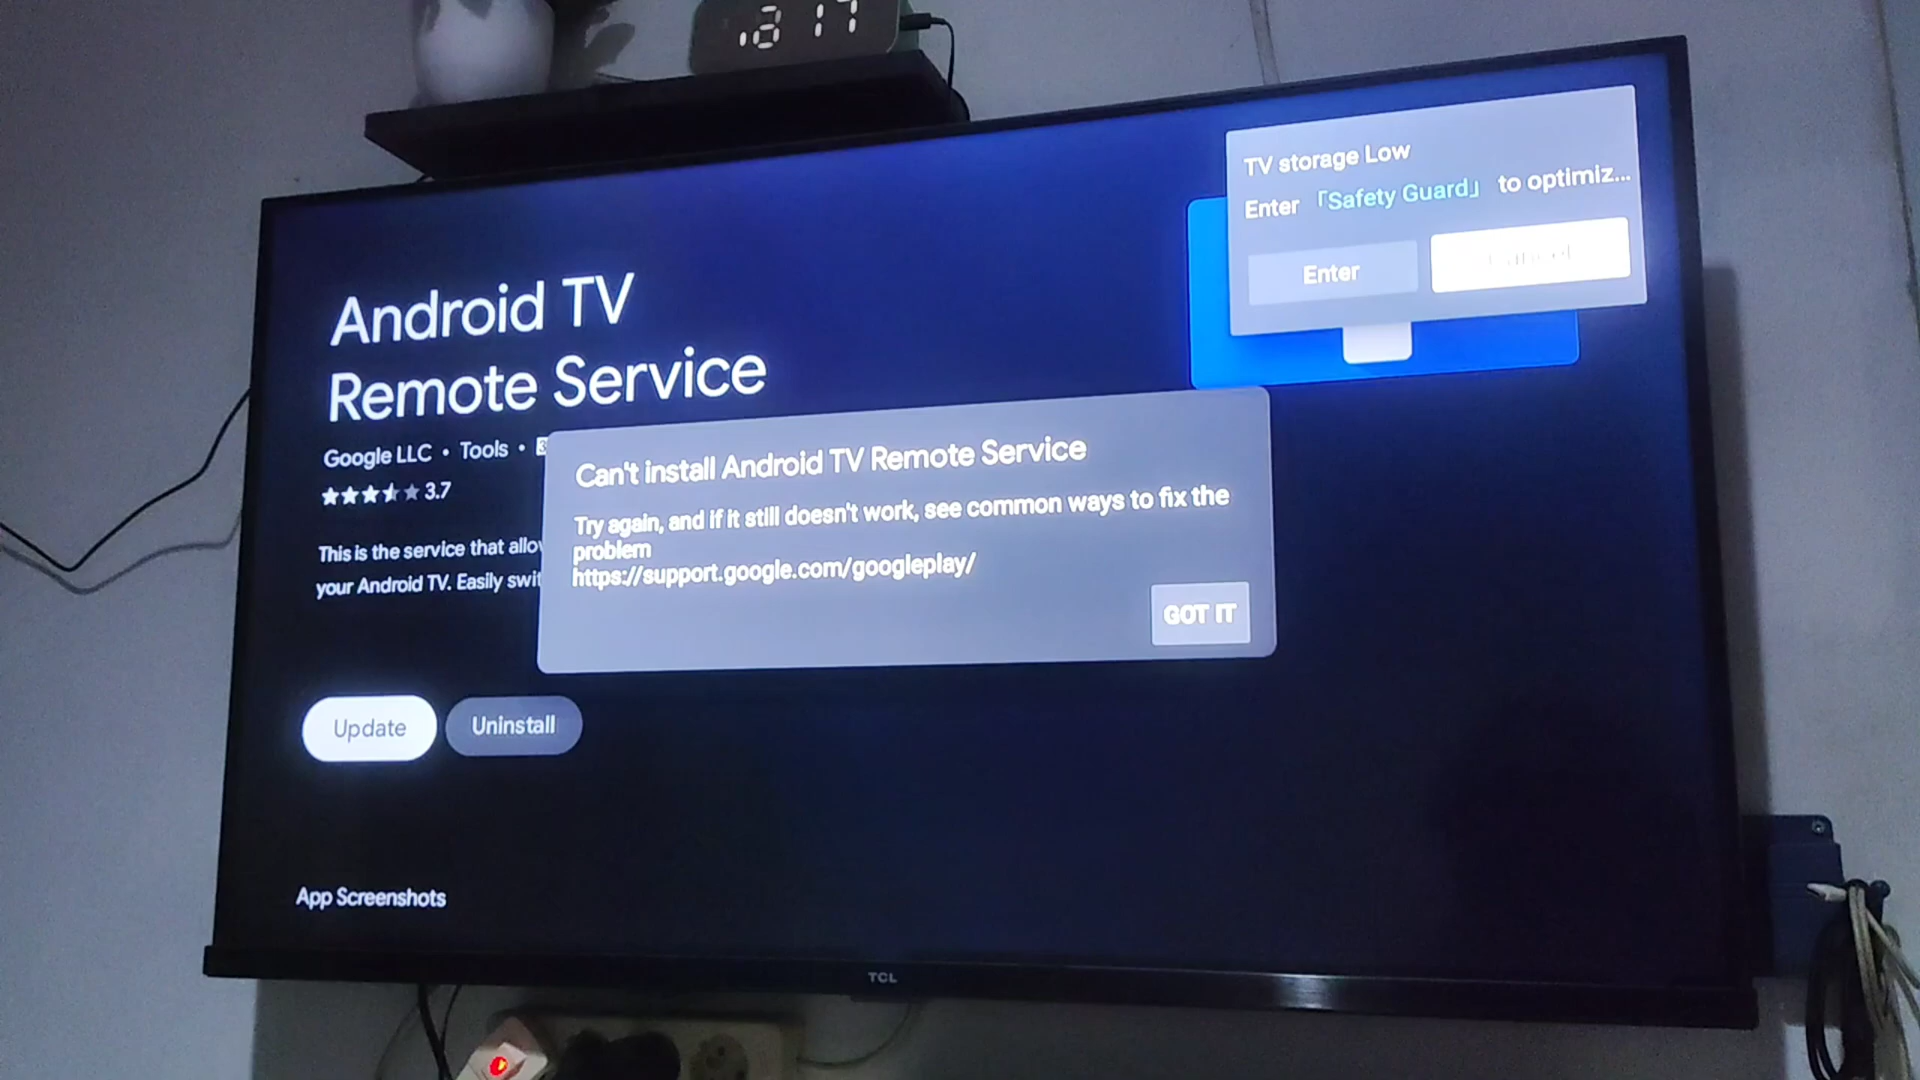 TV storage Low
Enter 「Safety Guard」 to optimiz...
Enter
Cancel
Android TV
Remote Service
Google LLC • Tools •
3.7
This is the service that allo
your Android TV. Easily swit
Can't install Android TV Remote Service
Try again, and if it still doesn't work, see common ways to fix the
problem
https://support.google.com/googleplay/
GOT IT
Update
Uninstall
App Screenshots
TCL